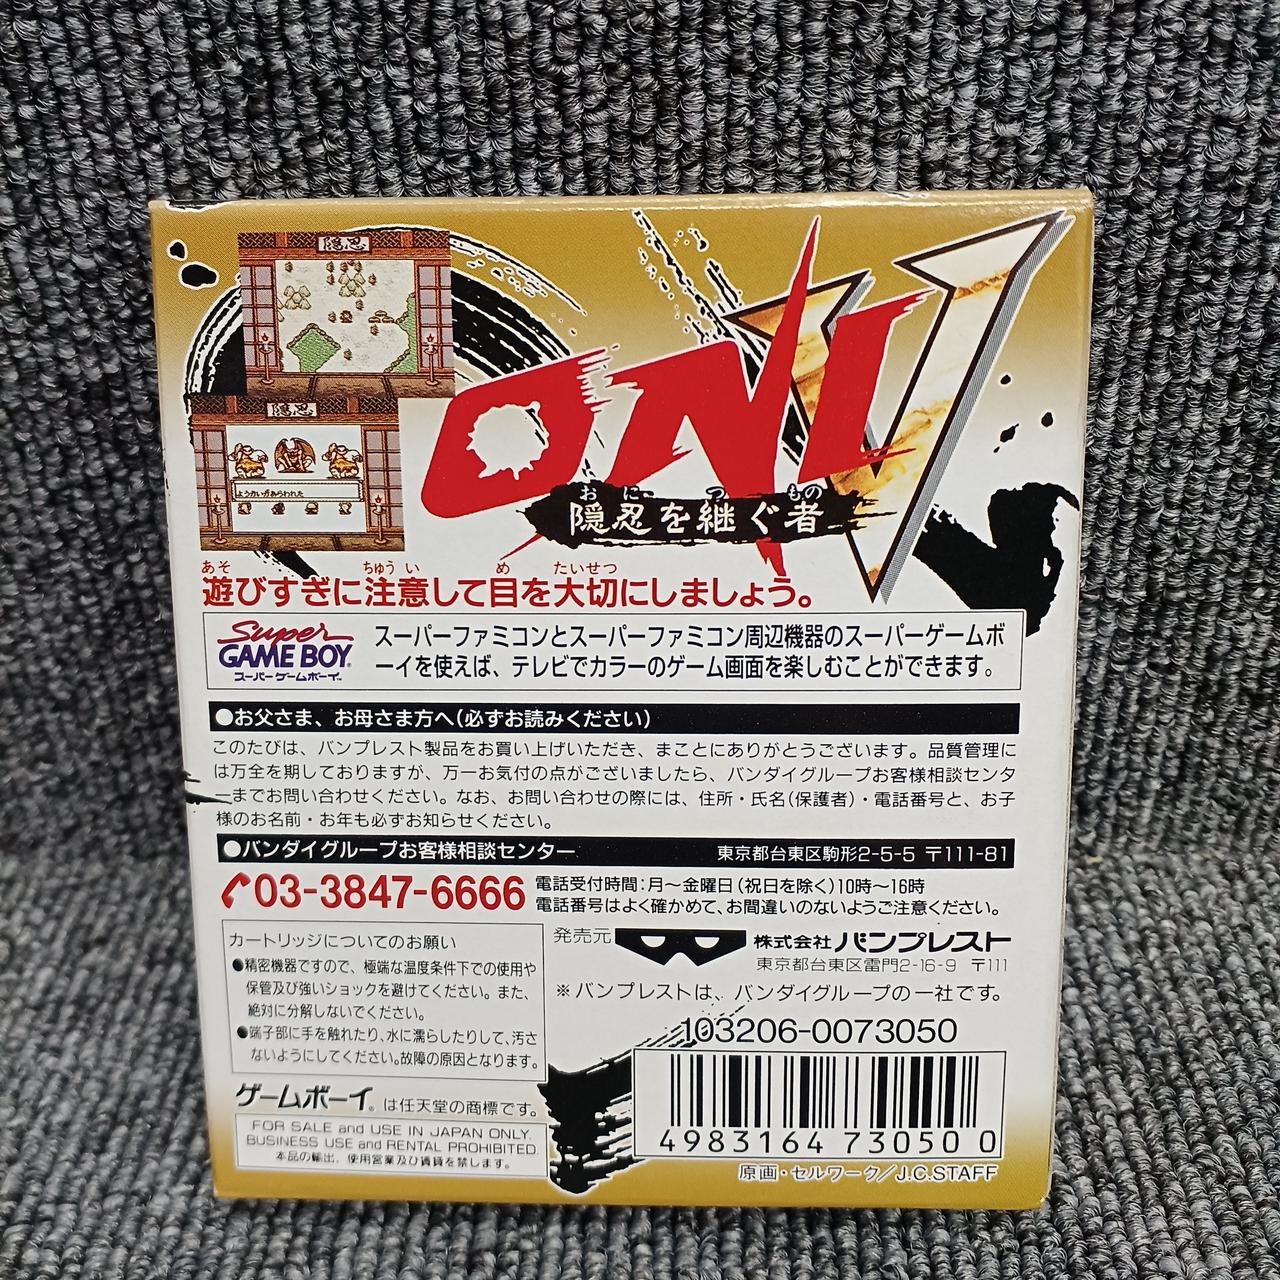 隠忍
隠忍
ようかいがあらわれた
ONI V
お に つ もの
隠忍を継ぐ者
あそ ちゅうい め たいせつ
遊びすぎに注意して目を大切にしましょう。
Super
GAME BOY
スーパーゲームボーイ™
スーパーファミコンとスーパーファミコン周辺機器のスーパーゲームボ
ーイを使えば、テレビでカラーのゲーム画面を楽しむことができます。
●お父さま、お母さま方へ(必ずお読みください)
このたびは、バンプレスト製品をお買い上げいただき、まことにありがとうございます。品質管理に
は万全を期しておりますが、万一お気付の点がございましたら、バンダイグループお客様相談センタ
ーまでお問い合わせください。なお、お問い合わせの際には、住所・氏名(保護者)・電話番号と、お子
様のお名前・お年も必ずお知らせください。
●バンダイグループお客様相談センター 東京都台東区駒形2-5-5 〒111-81
03-3847-6666
電話受付時間:月〜金曜日(祝日を除く)10時〜16時
電話番号はよく確かめて、お間違いのないようご注意ください。
カートリッジについてのお願い
●精密機器ですので、極端な温度条件下での使用や
保管及び強いショックを避けてください。また、
絶対に分解しないでください。
●端子部に手を触れたり、水に濡らしたりして、汚さ
ないようにしてください。故障の原因となります。
発売元 株式会社 バンプレスト
東京都台東区雷門2-16-9 〒111
※バンプレストは、バンダイグループの一社です。
103206-0073050
4983164 73050 0
ゲームボーイ®は任天堂の商標です。
FOR SALE and USE IN JAPAN ONLY.
BUSINESS USE and RENTAL PROHIBITED.
本品の輸出、使用営業及び賃貸を禁じます。
原画・セルワーク/J.C.STAFF